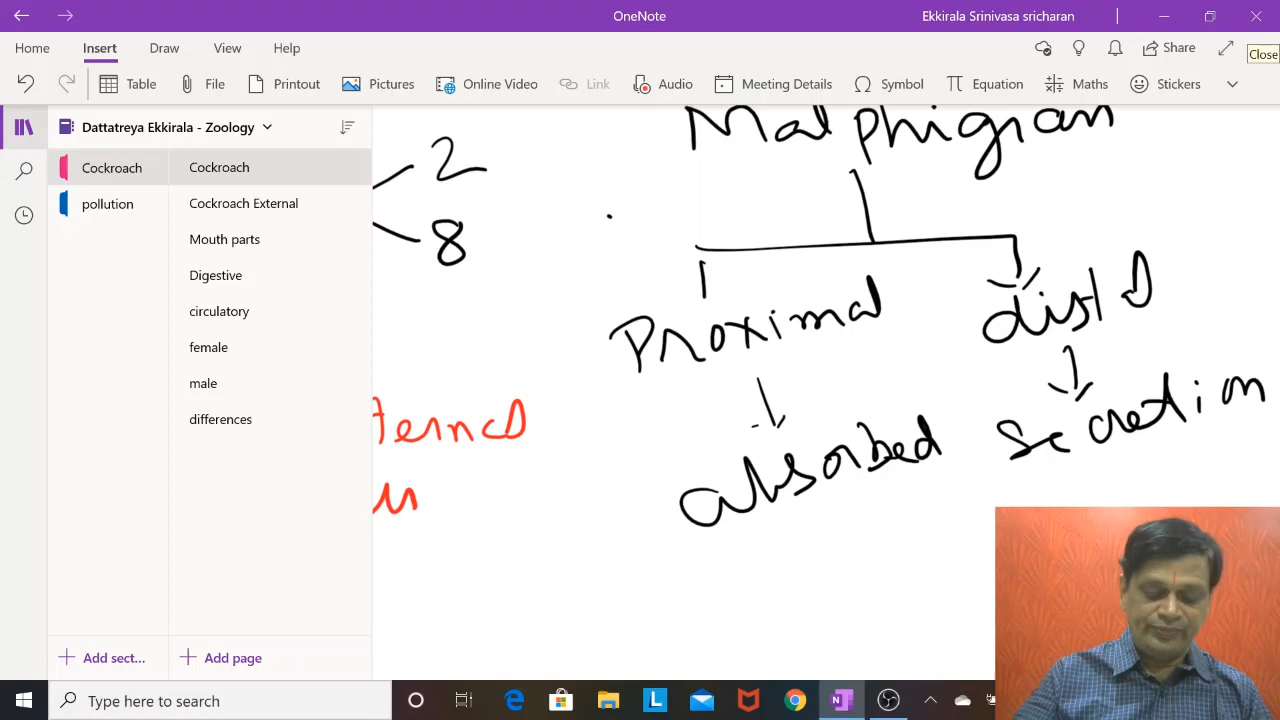 OneNote
Ekkirala Srinivasa sricharan
Home Insert Draw View Help
Share
Close
Table File Printout Pictures Online Video Link Audio Meeting Details Symbol Equation Maths Stickers
Dattatreya Ekkirala - Zoology
Cockroach
pollution
Cockroach
Cockroach External
Mouth parts
Digestive
circulatory
female
male
differences
Add sect...
Add page
2
8
Malphigian
Proximal
distal
absorbed
Secretion
Type here to search